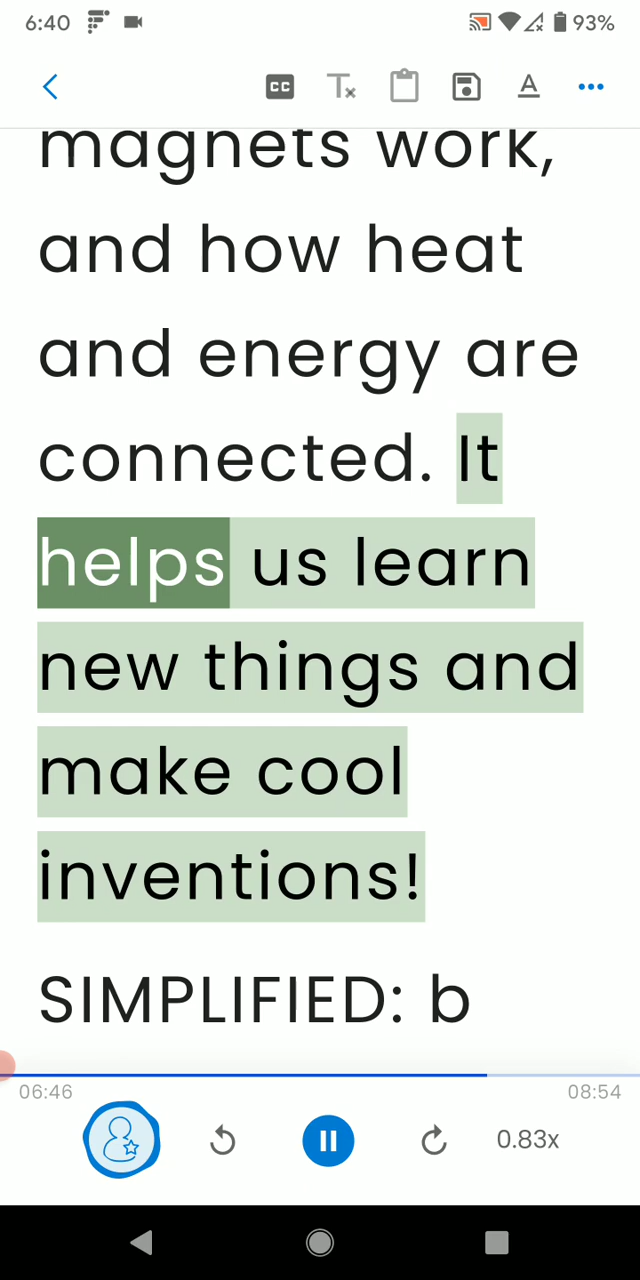 6:40
93%
CC
magnets work,
and how heat
and energy are
connected. It
helps us learn
new things and
make cool
inventions!
SIMPLIFIED: b
06:46
08:54
0.83x